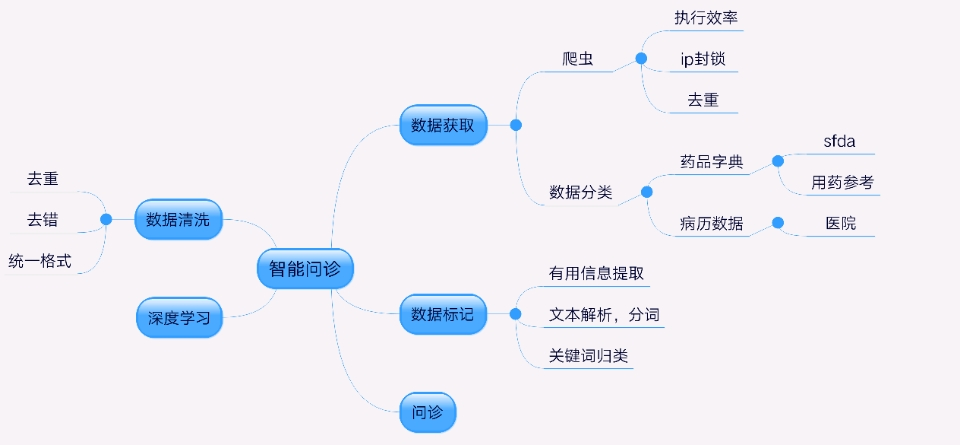 智能问诊
数据获取
爬虫
执行效率
ip封锁
去重
数据分类
药品字典
sfda
用药参考
病历数据
医院
数据标记
有用信息提取
文本解析，分词
关键词归类
问诊
数据清洗
去重
去错
统一格式
深度学习